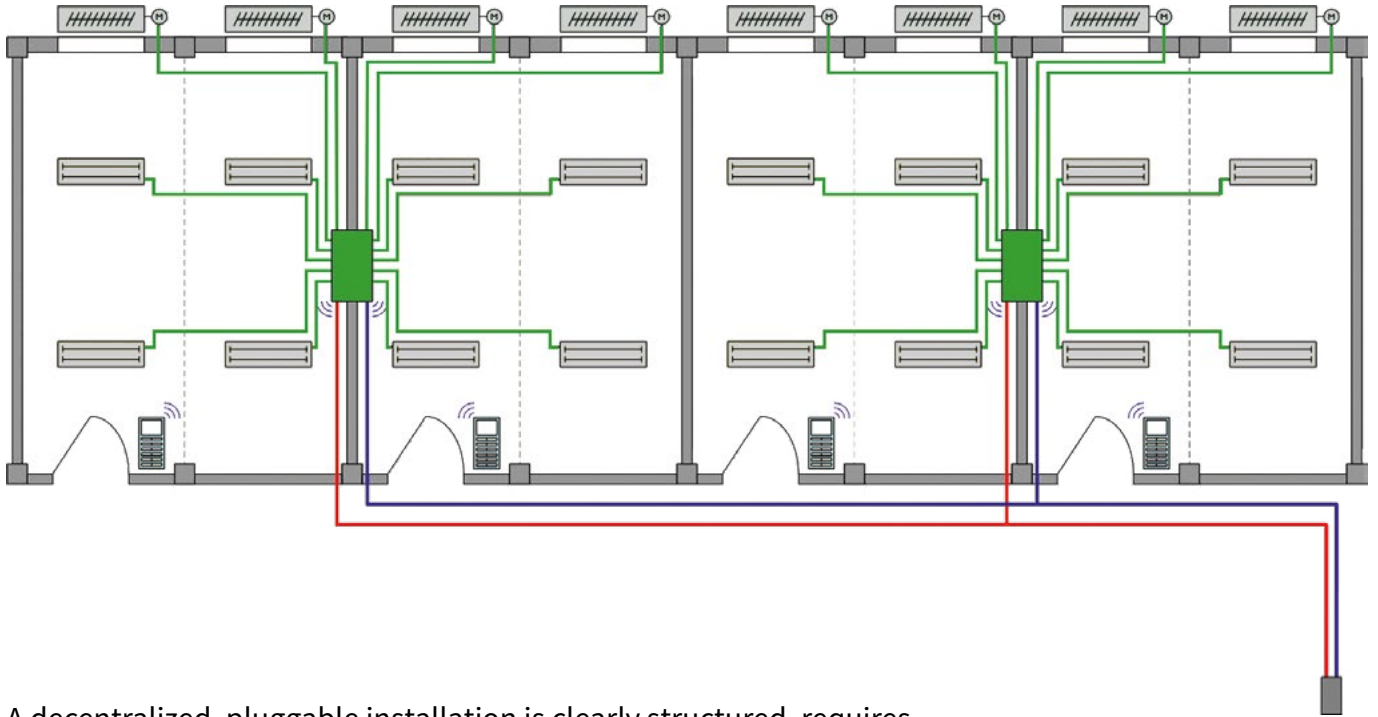 M M M M M M M M
A decentralized, pluggable installation is clearly structured, requires